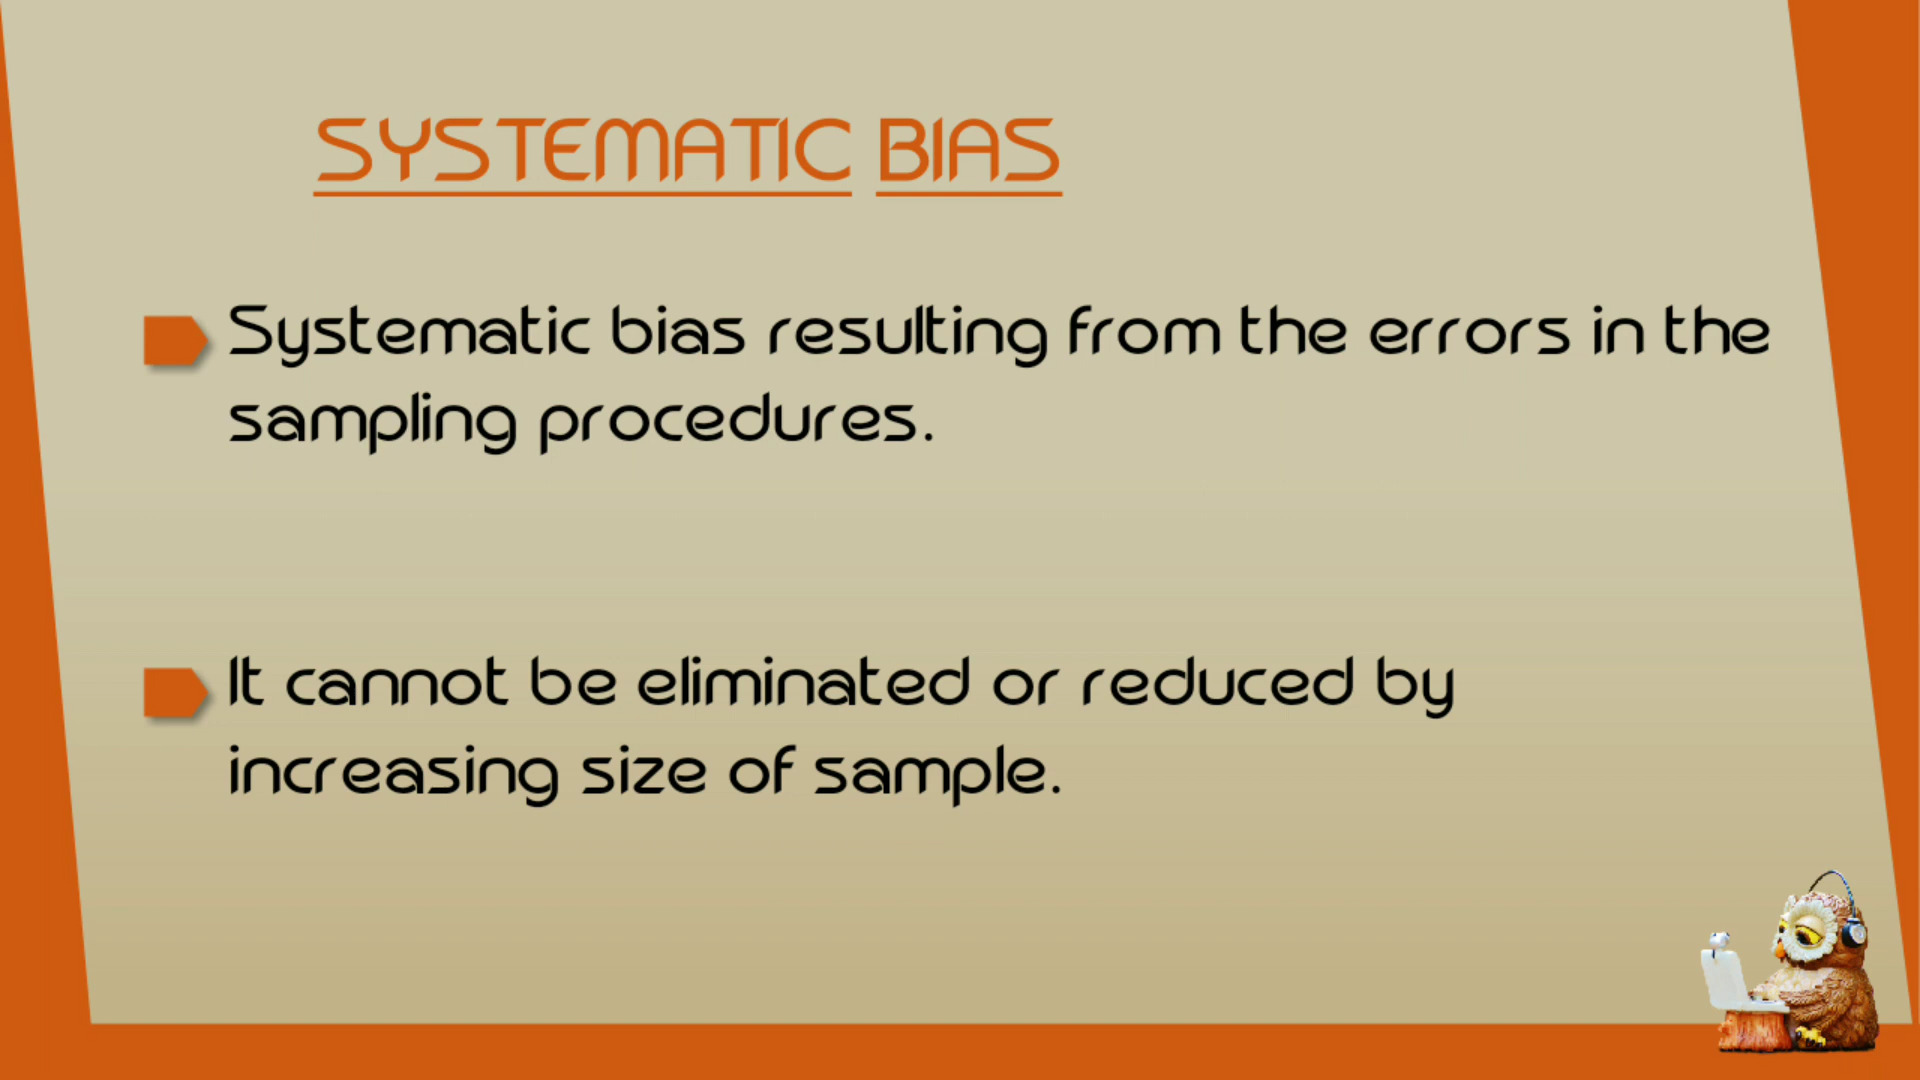 SYSTEMATIC BIAS
Systematic bias resulting from the errors in the
sampling procedures.
It cannot be eliminated or reduced by
increasing size of sample.